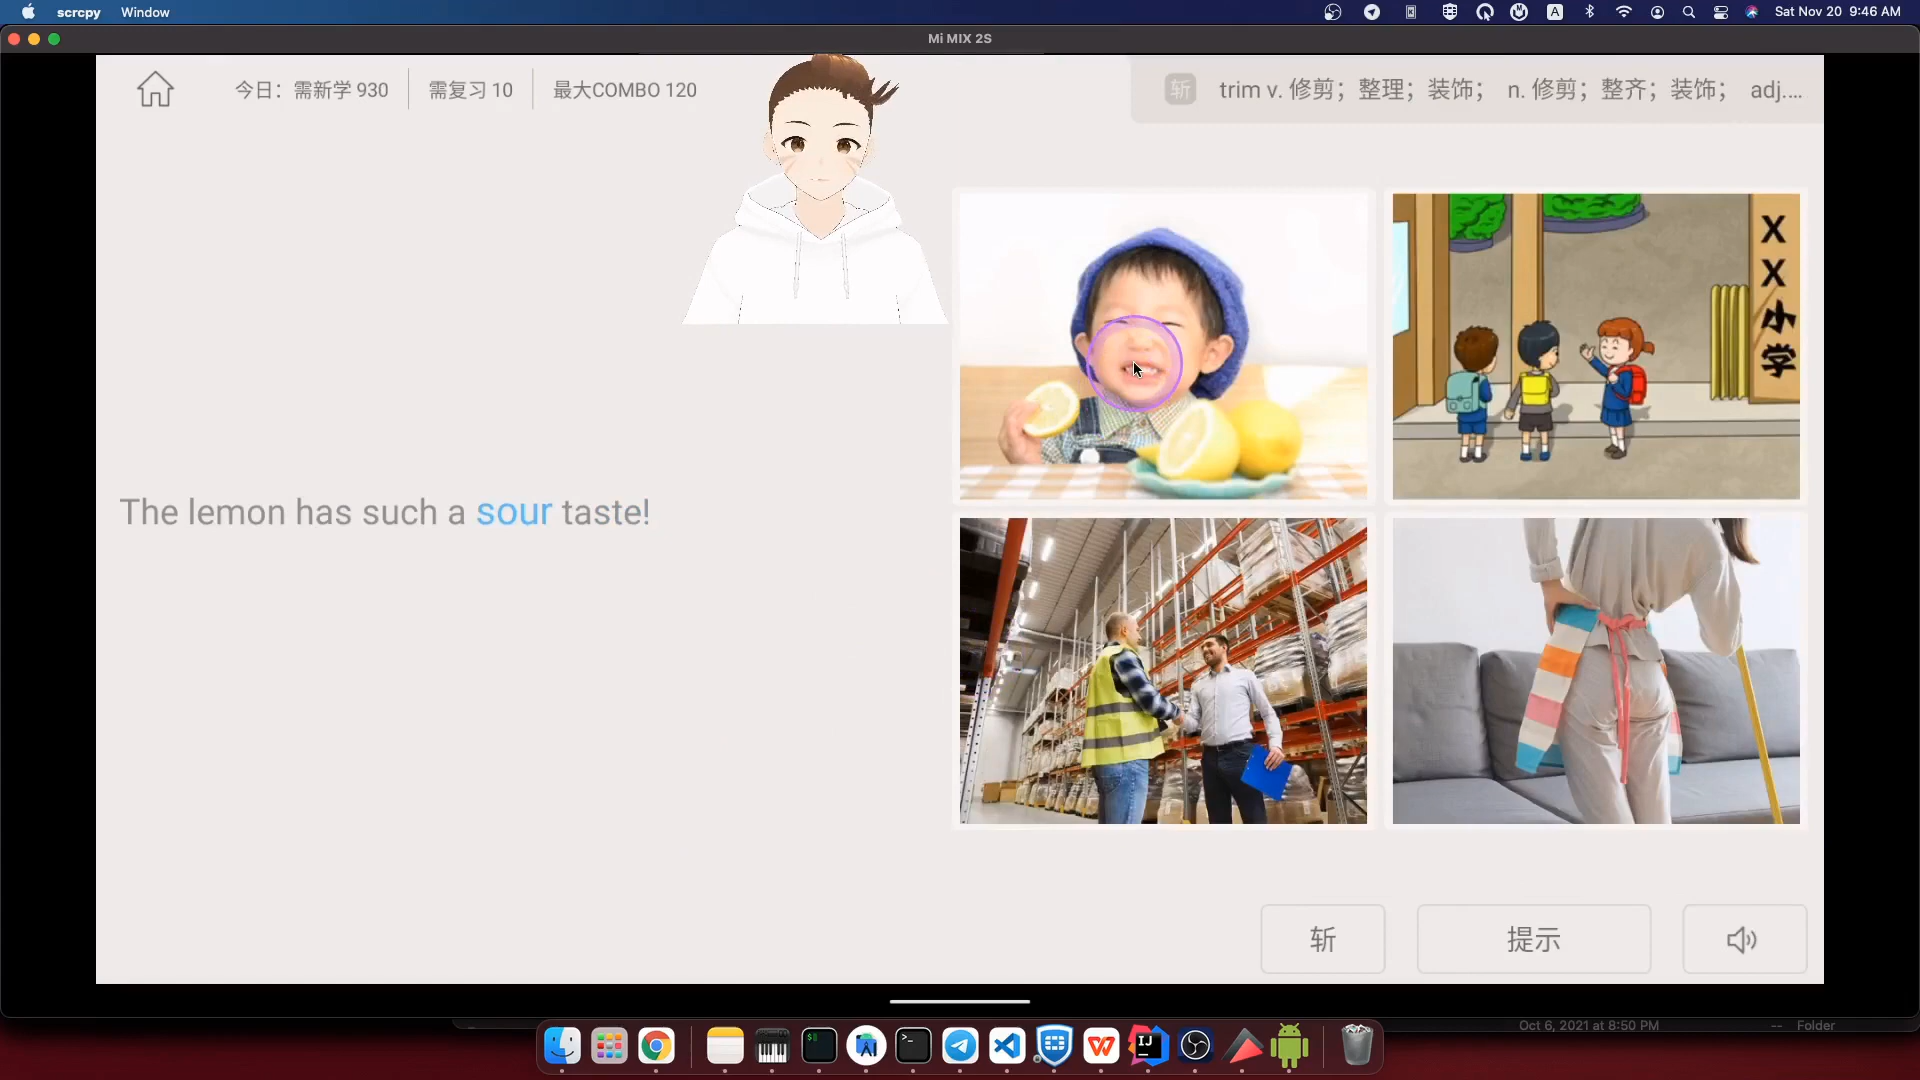 scrcpy Window
A
Sat Nov 20 9:46 AM
Mi MIX 2S
今日：需新学 930
需复习 10
最大COMBO 120
斩 trim v. 修剪；整理；装饰； n. 修剪；整齐；装饰； adj....
XX小学
The lemon has such a sour taste!
斩
提示
Oct 6, 2021 at 8:50 PM -- Folder
IJ